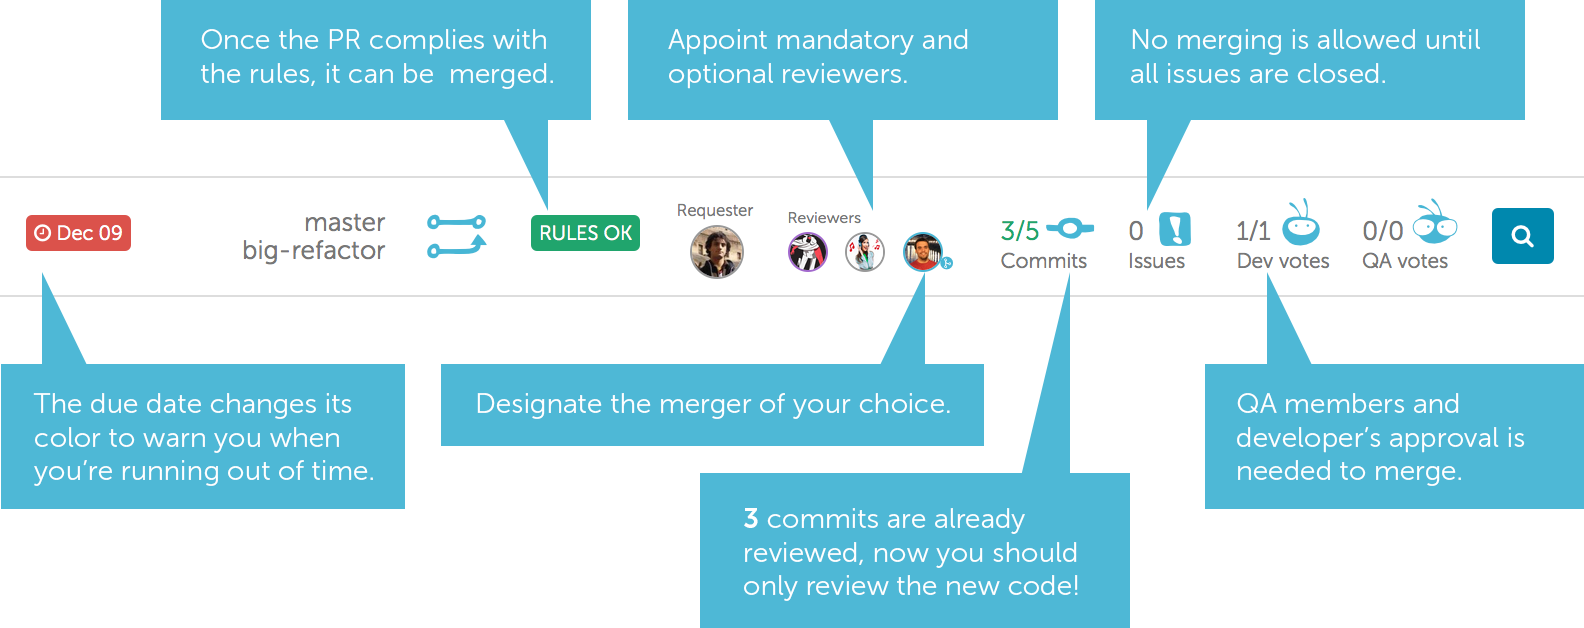 Once the PR complies with
the rules, it can be merged.
Appoint mandatory and
optional reviewers.
No merging is allowed until
all issues are closed.
Dec 09
master
big-refactor
RULES OK
Requester
Reviewers
3/5
Commits
0
Issues
1/1
Dev votes
0/0
QA votes
The due date changes its
color to warn you when
you’re running out of time.
Designate the merger of your choice.
3 commits are already
reviewed, now you should
only review the new code!
QA members and
developer’s approval is
needed to merge.